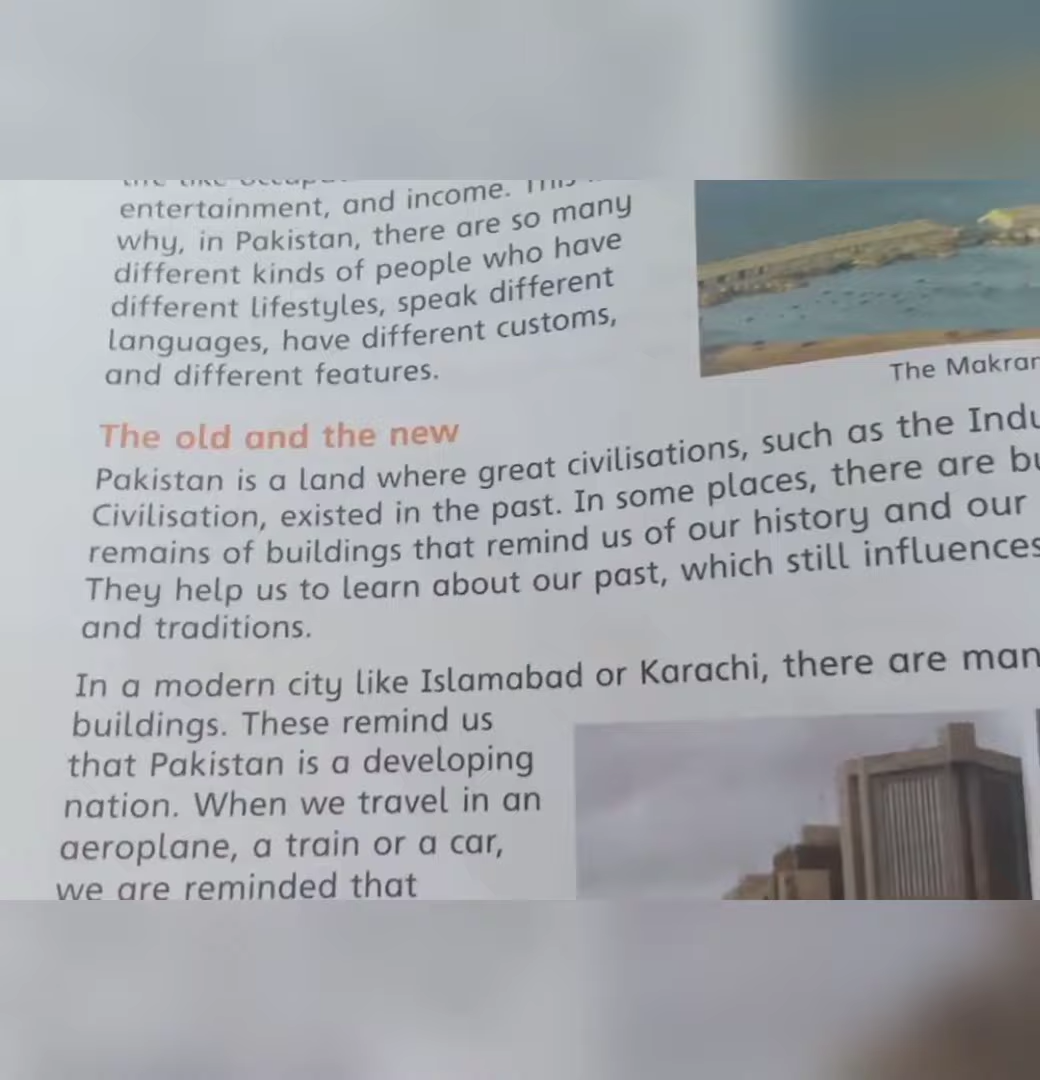 entertainment, and income.
why, in Pakistan, there are so many
different kinds of people who have
different lifestyles, speak different
languages, have different customs,
and different features.
The Makran
The old and the new
Pakistan is a land where great civilisations, such as the
Civilisation, existed in the past. In some places, there are
remains of buildings that remind us of our history and our
They help us to learn about our past, which still influences
and traditions.
In a modern city like Islamabad or Karachi, there are
buildings. These remind us
that Pakistan is a developing
nation. When we travel in an
aeroplane, a train or a car,
we are reminded that